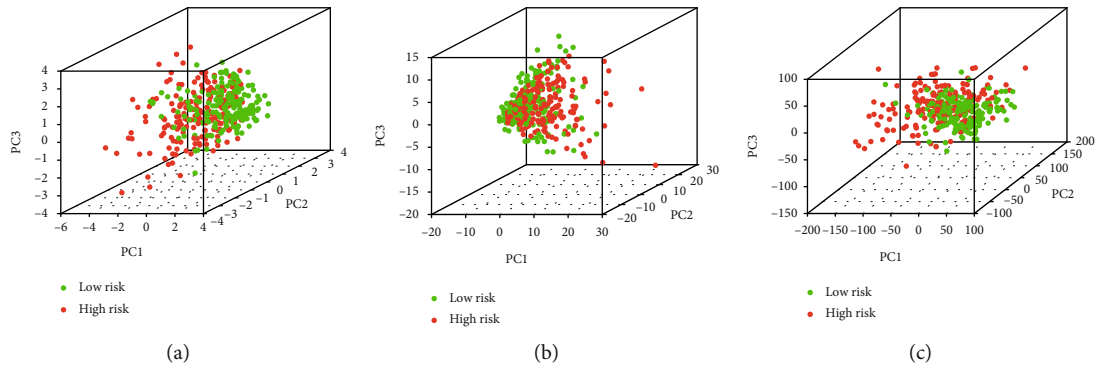 4
3
2
1
0
−1
−2
−3
−4
PC3
−6 −4 −2 0 2 4
PC1
−4 −3 −2 −1 0 1 2 3 4
PC2
Low risk
High risk
(a)
15
10
5
0
−5
−10
−15
−20
PC3
−20 −10 0 10 20 30
PC1
−20 −10 0 10 20 30
PC2
Low risk
High risk
(b)
100
50
0
−50
−100
−150
PC3
−200 −150 −100 −50 0 50 100
PC1
−100 −50 0 50 100 150 200
PC2
Low risk
High risk
(c)